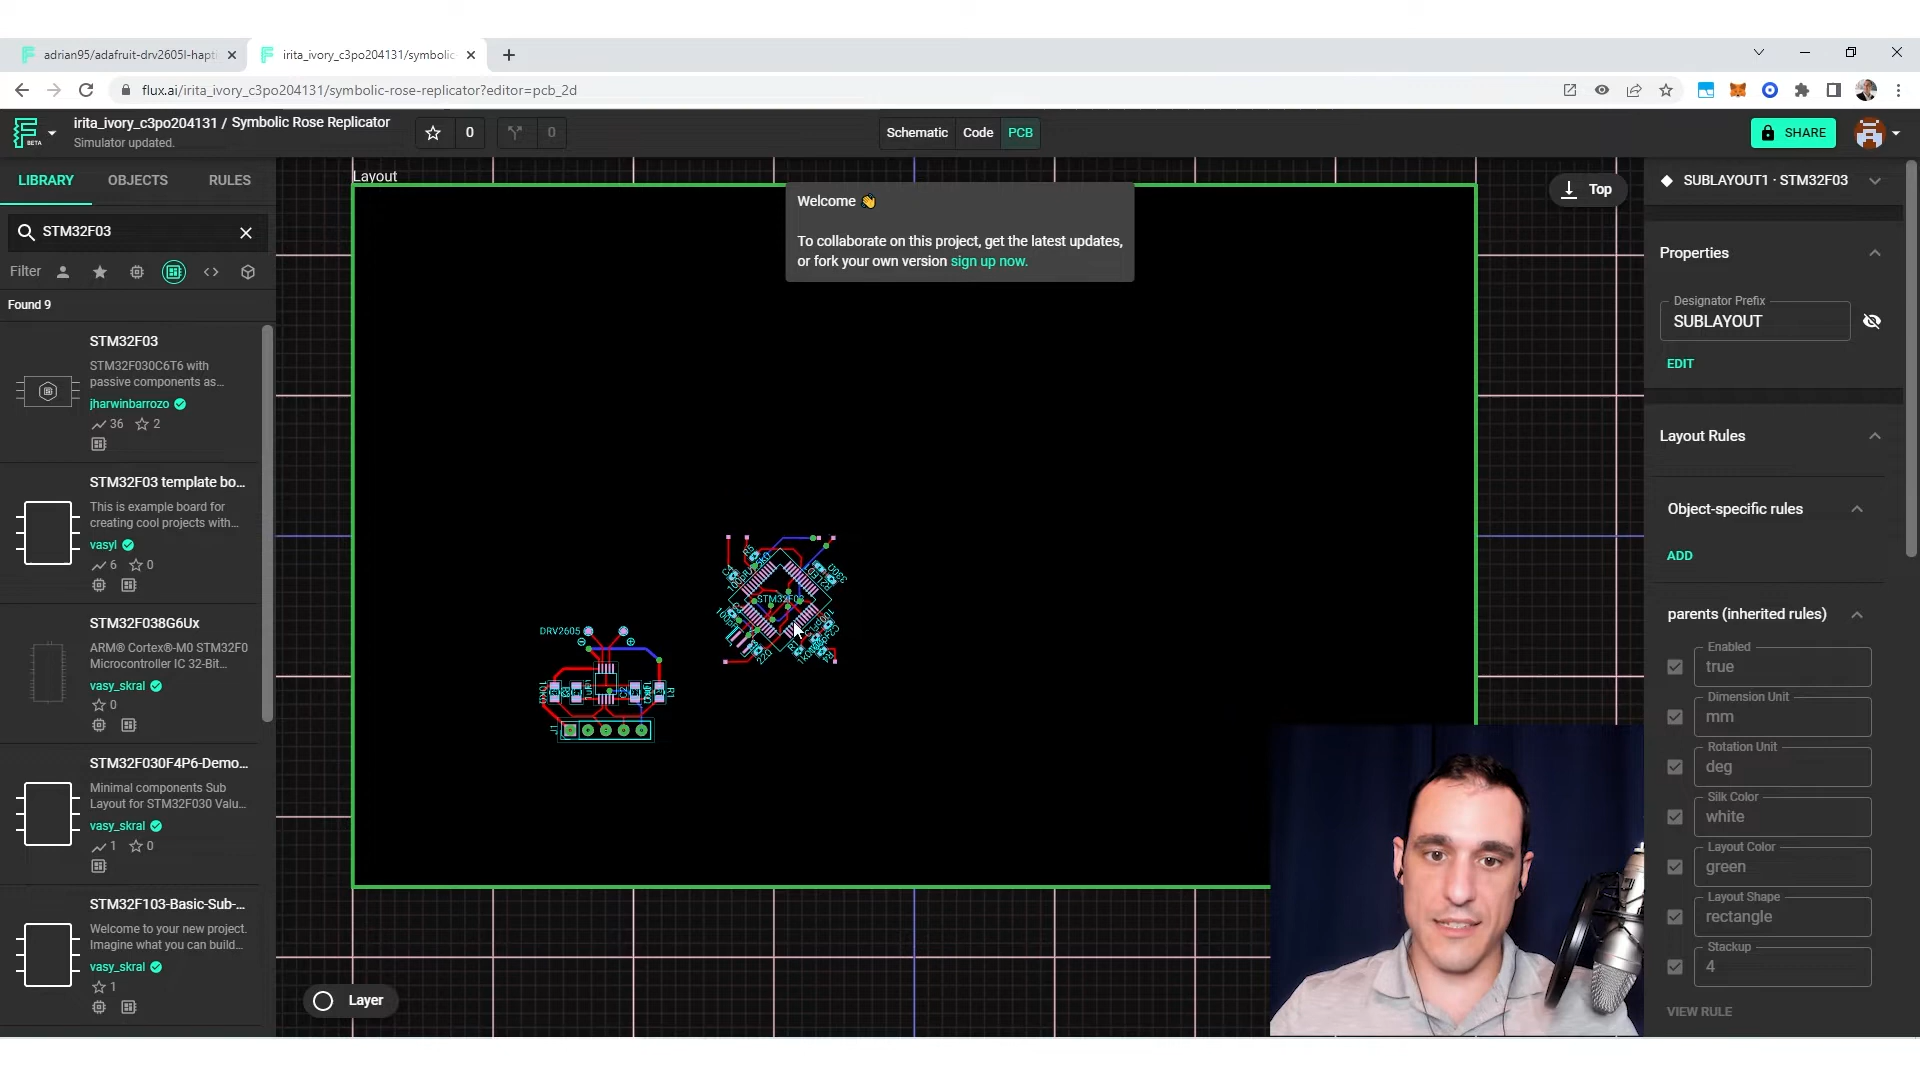 adrian95/adafruit-drv2605l-hapti
irita_ivory_c3po204131/symbolic-
flux.ai/irita_ivory_c3po204131/symbolic-rose-replicator?editor=pcb_2d
BETA
irita_ivory_c3po204131 / Symbolic Rose Replicator
Simulator updated.
0
0
Schematic
Code
PCB
SHARE
LIBRARY
OBJECTS
RULES
STM32F03
Filter
Found 9
STM32F03
STM32F030C6T6 with
passive components as...
jharwinbarrozo
36
2
STM32F03 template bo...
This is example board for
creating cool projects with...
vasyl
6
0
STM32F038G6Ux
ARM® Cortex®-M0 STM32F0
Microcontroller IC 32-Bit...
vasy_skral
0
STM32F030F4P6-Demo...
Minimal components Sub
Layout for STM32F030 Valu...
vasy_skral
1
0
STM32F103-Basic-Sub-...
Welcome to your new project.
Imagine what you can build...
vasy_skral
1
Layout
Welcome 👋
To collaborate on this project, get the latest updates,
or fork your own version sign up now.
Top
STM32F03
DRV2605
R1
J1
22Ω
Layer
SUBLAYOUT1 · STM32F03
Properties
Designator Prefix
SUBLAYOUT
EDIT
Layout Rules
Object-specific rules
ADD
parents (inherited rules)
Enabled
true
Dimension Unit
mm
Rotation Unit
deg
Silk Color
white
Layout Color
green
Layout Shape
rectangle
Stackup
4
VIEW RULE